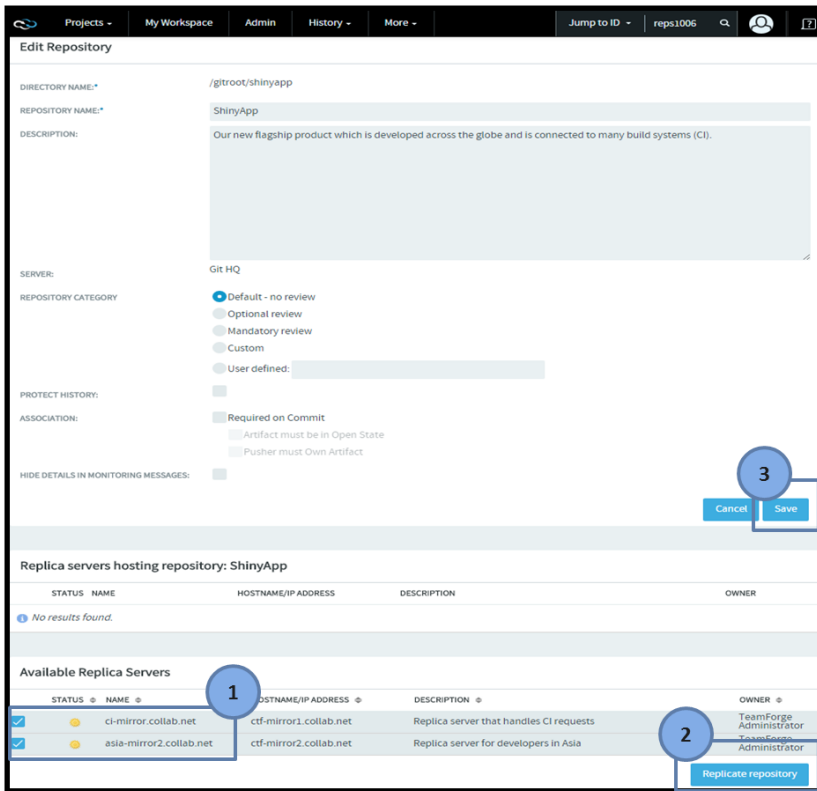 Projects My Workspace Admin History More Jump to ID reps1006
Edit Repository
DIRECTORY NAME:* /gitroot/shinyapp
REPOSITORY NAME:* ShinyApp
DESCRIPTION: Our new flagship product which is developed across the globe and is connected to many build systems (CI).
SERVER: Git HQ
REPOSITORY CATEGORY Default - no review
Optional review
Mandatory review
Custom
User defined:
PROTECT HISTORY:
ASSOCIATION: Required on Commit
Artifact must be in Open State
Pusher must Own Artifact
HIDE DETAILS IN MONITORING MESSAGES:
3
Cancel Save
Replica servers hosting repository: ShinyApp
STATUS NAME HOSTNAME/IP ADDRESS DESCRIPTION OWNER
No results found.
Available Replica Servers
1
STATUS NAME HOSTNAME/IP ADDRESS DESCRIPTION OWNER
ci-mirror.collab.net ctf-mirror1.collab.net Replica server that handles CI requests TeamForge Administrator
asia-mirror2.collab.net ctf-mirror2.collab.net Replica server for developers in Asia TeamForge Administrator
2
Replicate repository